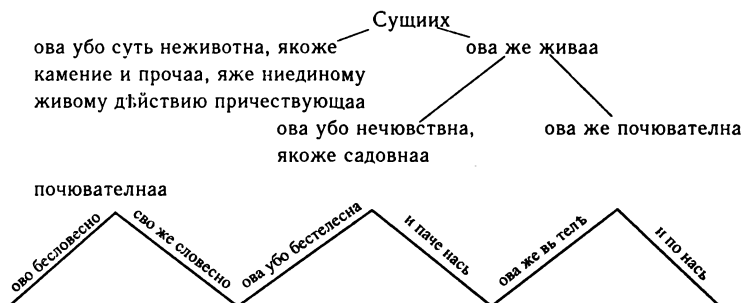 Сущиих
ова убо суть неживотна, якоже
ова же живаа
камение и прочаа, яже ниединому
живому дѣйствию причествующаа
ова убо нечювствна,
ова же почювателна
якоже садовнаа
почювателнаа
ово бесловесно
сво же словесно
ова убо бестелесна
и паче нась
ова же вь телѣ
и по нась